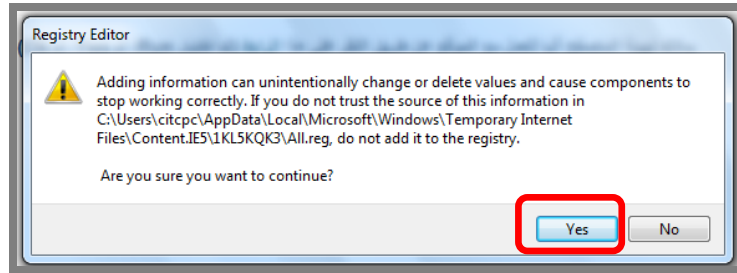 Registry Editor
Adding information can unintentionally change or delete values and cause components to
stop working correctly. If you do not trust the source of this information in
C:\Users\citcpc\AppData\Local\Microsoft\Windows\Temporary Internet
Files\Content.IE5\1KL5KQK3\All.reg, do not add it to the registry.
Are you sure you want to continue?
Yes No